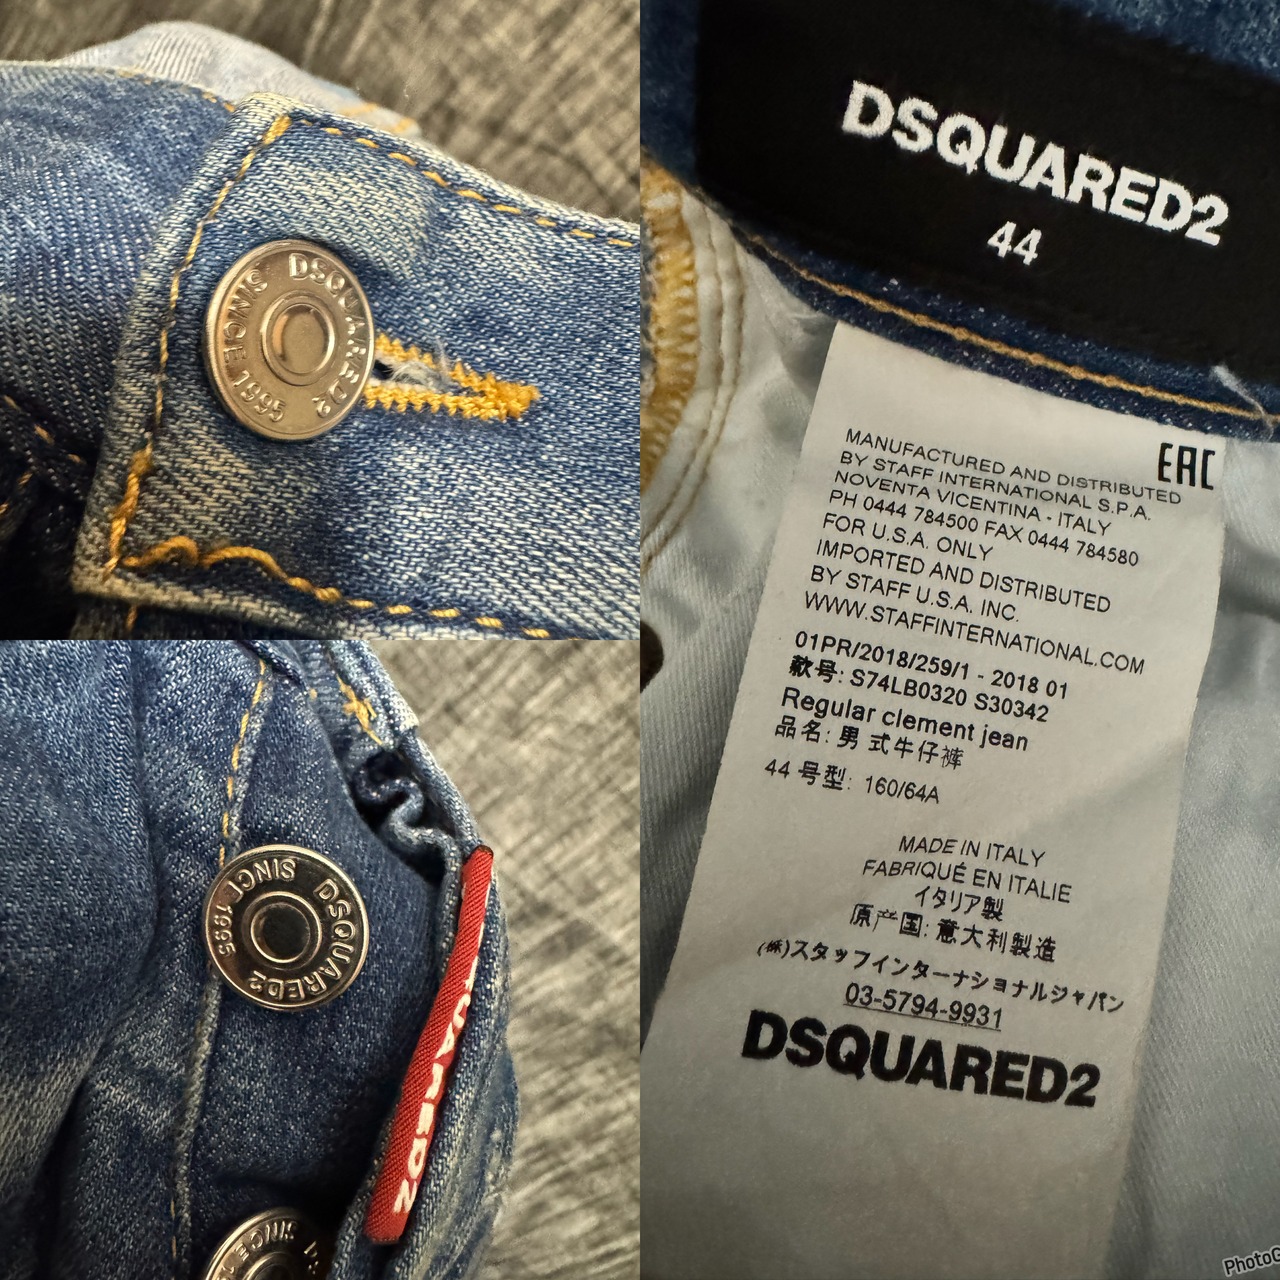 DSQUARED2
SINCE 1995
DSQUARED2
44
EAC
MANUFACTURED AND DISTRIBUTED
BY STAFF INTERNATIONAL S.P.A.
NOVENTA VICENTINA - ITALY
PH 0444 784500 FAX 0444 784580
FOR U.S.A. ONLY
IMPORTED AND DISTRIBUTED
BY STAFF U.S.A. INC.
WWW.STAFFINTERNATIONAL.COM
01PR/2018/259/1 - 2018 01
款号: S74LB0320 S30342
Regular clement jean
品名: 男式牛仔裤
44 号型: 160/64A
MADE IN ITALY
FABRIQUÉ EN ITALIE
イタリア製
原产国: 意大利製造
(株)スタッフインターナショナルジャパン
03-5794-9931
DSQUARED2
DSQUARED2
SINCE 1995
UARED2
SINCE